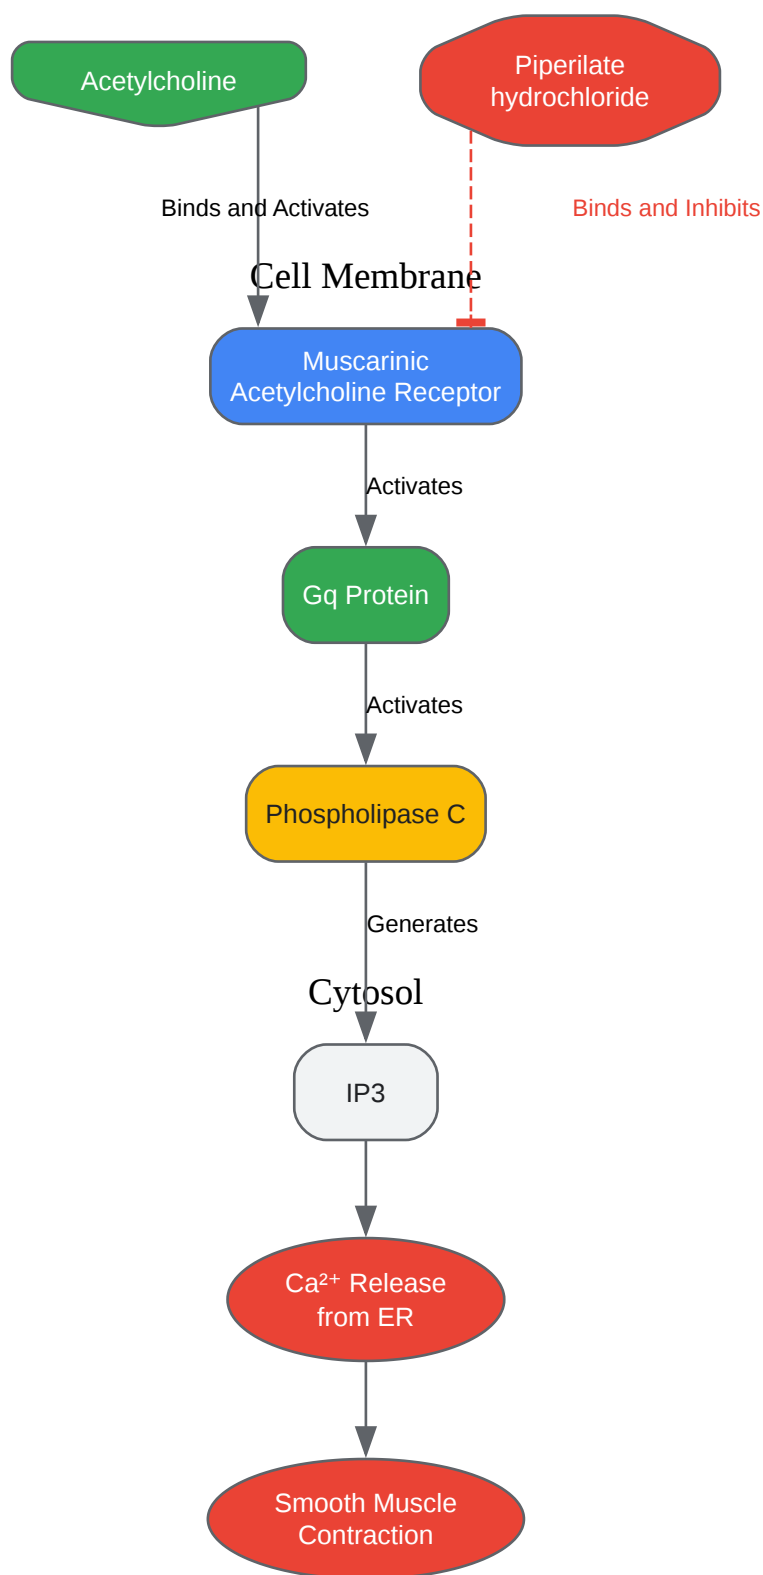 Acetylcholine
Piperilate
hydrochloride
Binds and Activates
Binds and Inhibits
Cell Membrane
Muscarinic
Acetylcholine Receptor
Activates
Gq Protein
Activates
Phospholipase C
Generates
Cytosol
IP3
Ca²⁺ Release
from ER
Smooth Muscle
Contraction